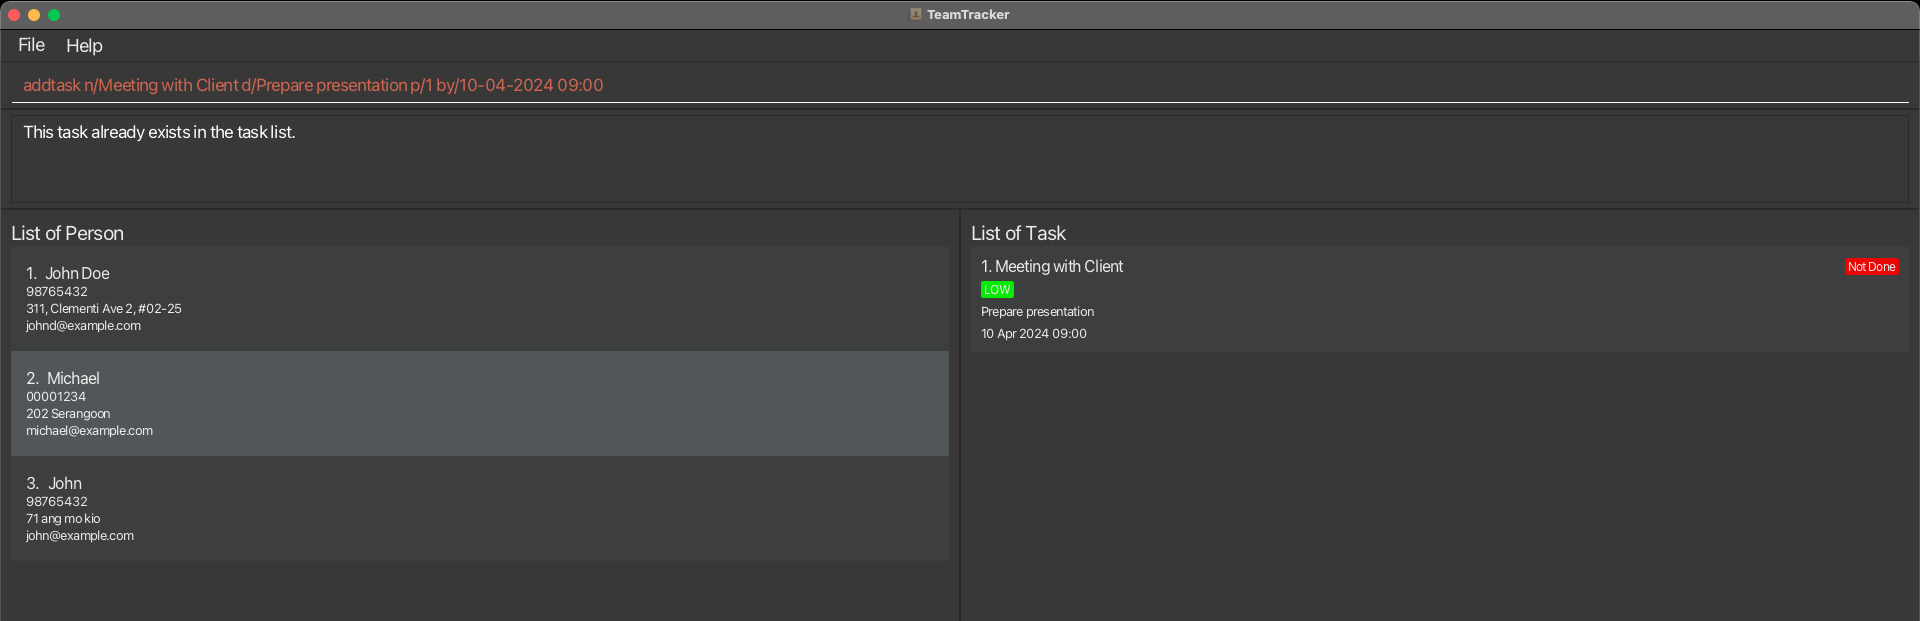 TeamTracker
File Help
addtask n/Meeting with Client d/Prepare presentation p/1 by/10-04-2024 09:00
This task already exists in the task list.
List of Person
1. John Doe
98765432
311, Clementi Ave 2, #02-25
johnd@example.com
2. Michael
00001234
202 Serangoon
michael@example.com
3. John
98765432
71 ang mo kio
john@example.com
List of Task
1. Meeting with Client
Not Done
LOW
Prepare presentation
10 Apr 2024 09:00